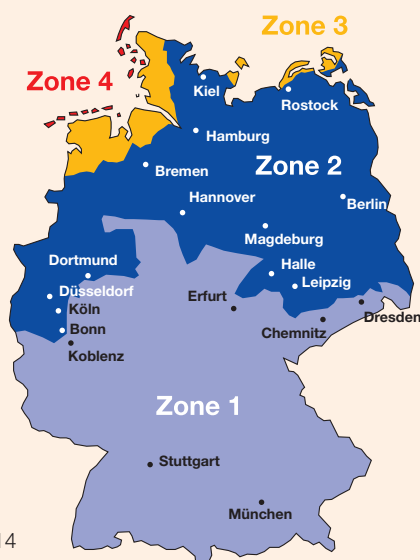 Zone 3
Zone 4
Kiel
Rostock
Hamburg
Zone 2
Bremen
Hannover
Berlin
Magdeburg
Dortmund
Halle
Leipzig
Düsseldorf
Erfurt
Köln
Dresden
Bonn
Chemnitz
Koblenz
Zone 1
Stuttgart
München
14